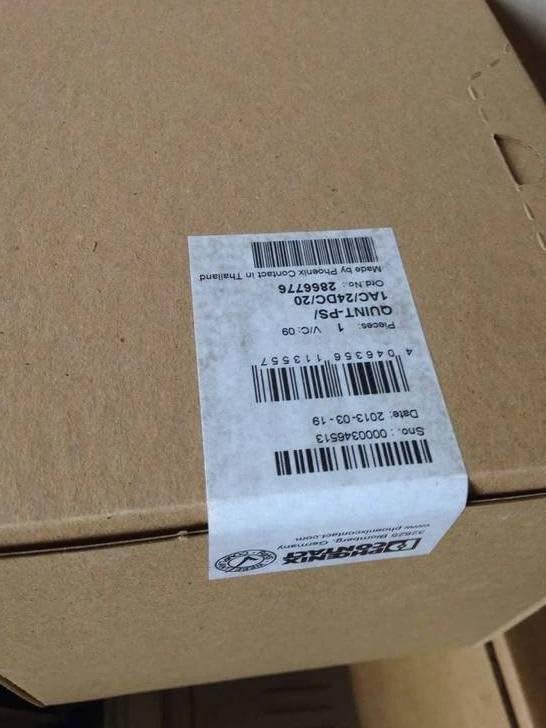 PHOENIX
CONTACT
32825 Blomberg, Germany
www.phoenixcontact.com
Sno.: 0000346513
Date: 2013-03-19
4 046356 113557
Pieces: 1 V/C: 09
QUINT-PS/
1AC/24DC/20
Ord.No.: 2866776
Made by Phoenix Contact in Thailand